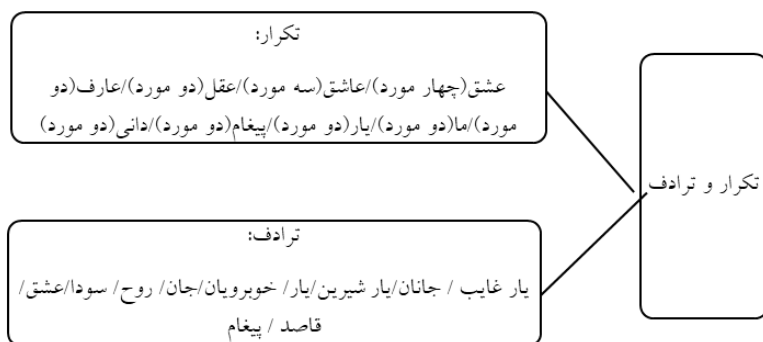 تکرار:
عشق(چهار مورد)/عاشق(سه مورد)/عقل(دو مورد)/عارف(دو
مورد)/ما(دو مورد)/یار(دو مورد)/پیغام(دو مورد)/دانی(دو مورد)
تکرار و ترادف
ترادف:
یار غایب / جانان/یار شیرین/یار/ خوبرویان/جان/ روح/ سودا/عشق/
قاصد / پیغام